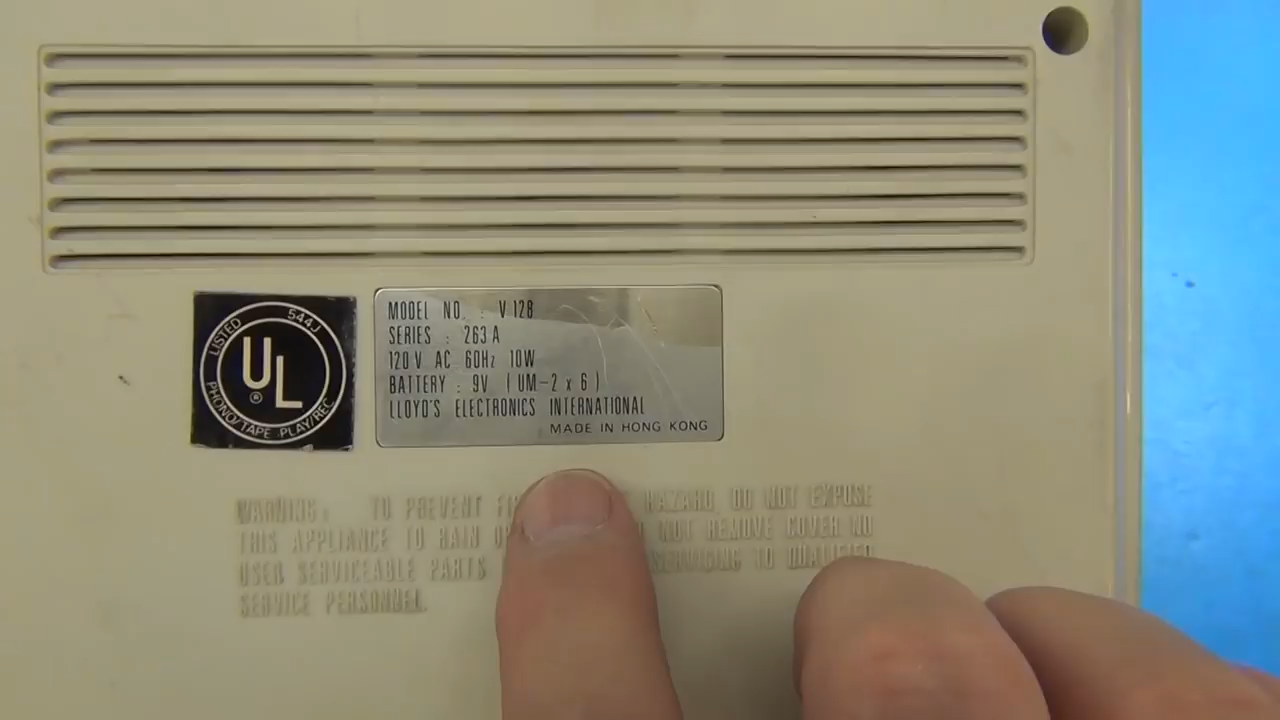 LISTED 544J
UL
®
PHONO/TAPE PLAY/REC
MODEL NO. : V 128
SERIES : 263 A
120 V AC 60Hz 10W
BATTERY : 9V ( UM-2 x 6 )
LLOYD'S ELECTRONICS INTERNATIONAL
MADE IN HONG KONG
WARNING: TO PREVENT HAZARD DO NOT EXPOSE
THIS APPLIANCE TO RAIN NOT REMOVE COVER NO
USER SERVICEABLE PARTS SERVICING TO QUALIFIED
SERVICE PERSONNEL.